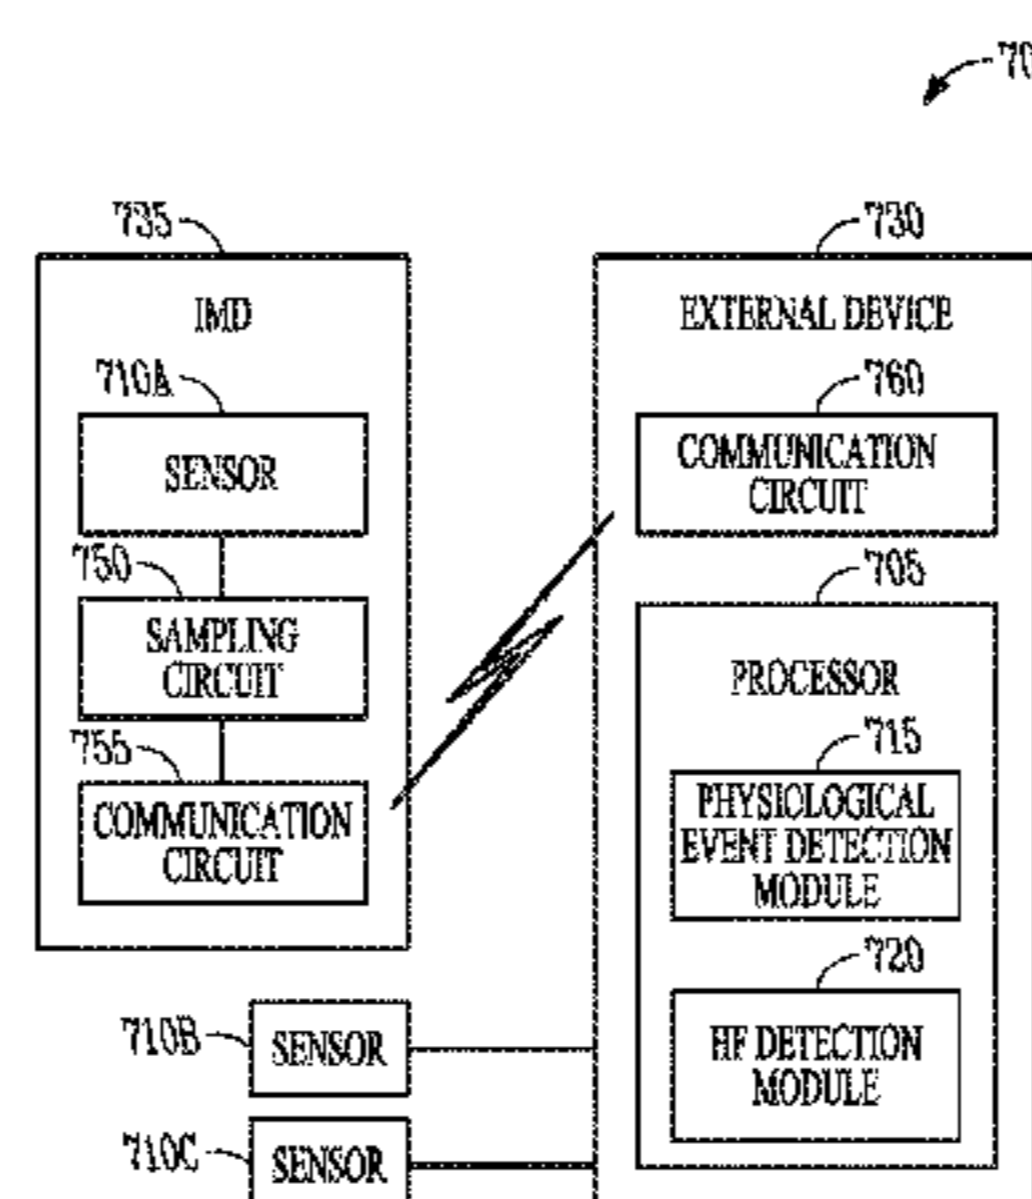 70
735
IMD
710A
SENSOR
750
SAMPLING
CIRCUIT
755
COMMUNICATION
CIRCUIT
730
EXTERNAL DEVICE
760
COMMUNICATION
CIRCUIT
705
PROCESSOR
715
PHYSIOLOGICAL
EVENT DETECTION
MODULE
720
HF DETECTION
MODULE
710B
SENSOR
710C
SENSOR